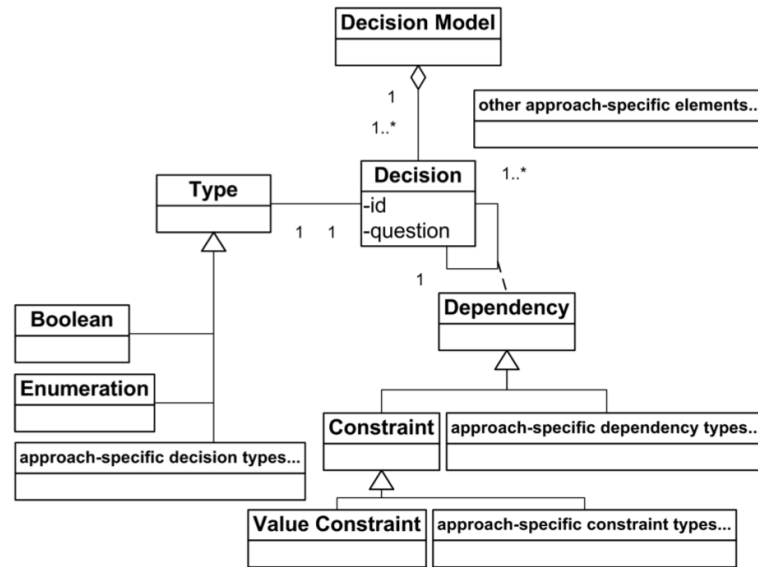 Decision Model
1
other approach-specific elements...
1..*
Type
Decision
1..*
-id
-question
1 1
1
Dependency
Boolean
Enumeration
Constraint
approach-specific dependency types...
approach-specific decision types...
Value Constraint
approach-specific constraint types...